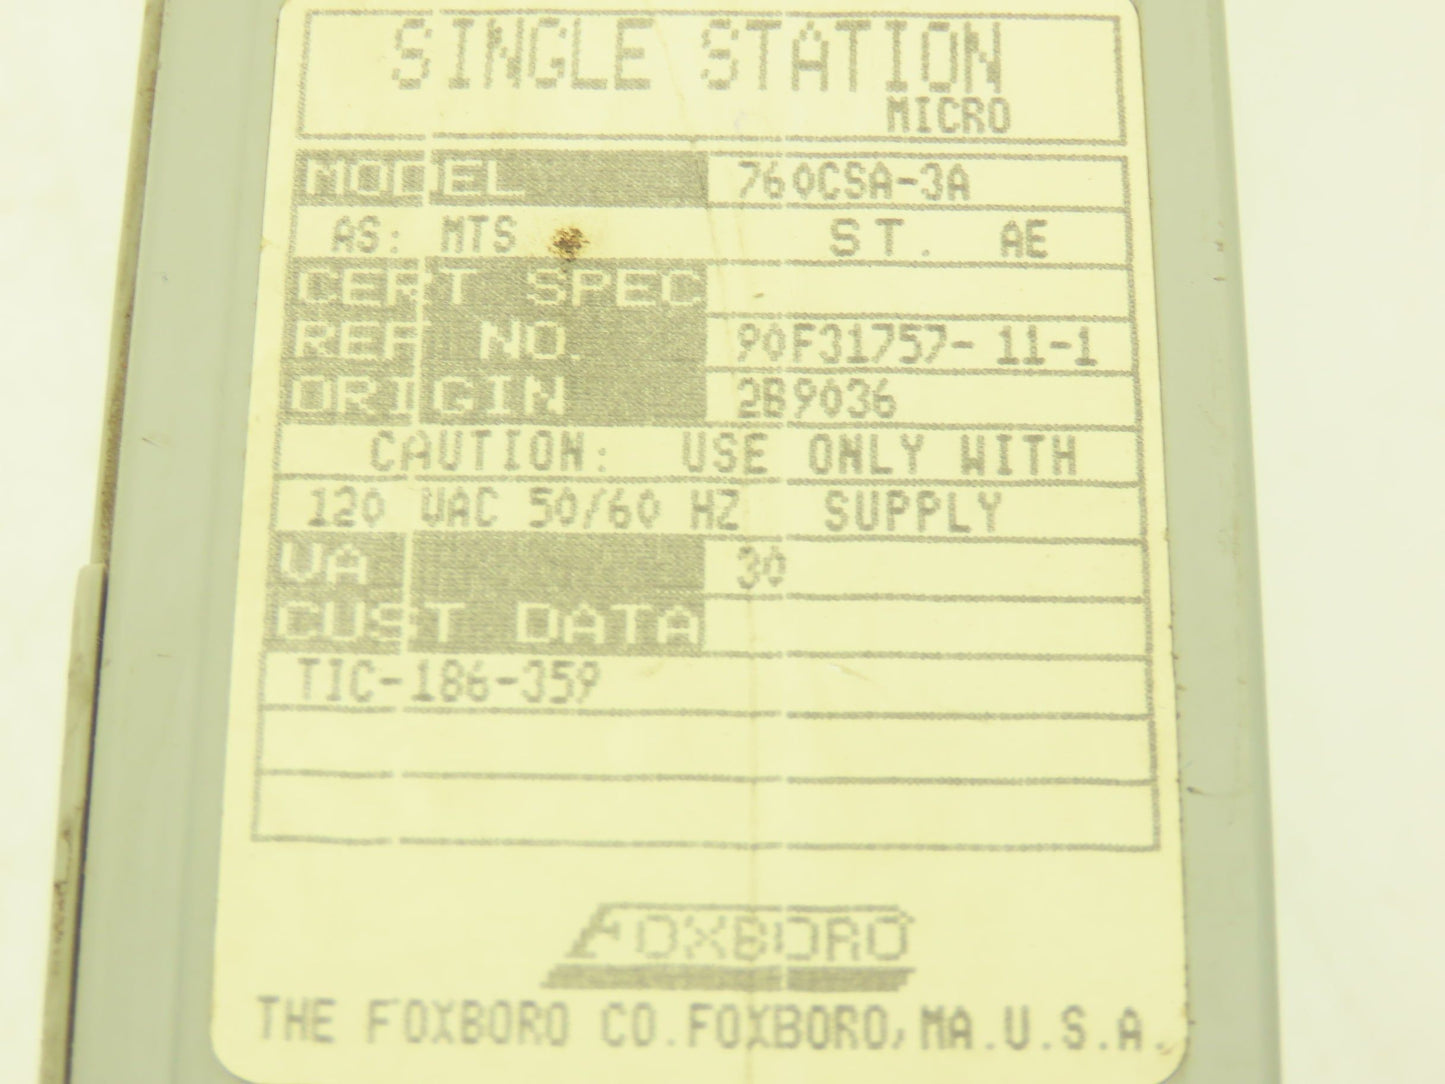 SINGLE STATION
MICRO
MODEL 760CSA-3A
AS: MTS ST. AE
CERT SPEC
REF NO. 90F31757- 11-1
ORIGIN 2B9036
CAUTION: USE ONLY WITH
120 VAC 50/60 HZ SUPPLY
VA 30
CUST DATA
TIC-186-359
FOXBORO
THE FOXBORO CO.FOXBORO, MA.U.S.A.